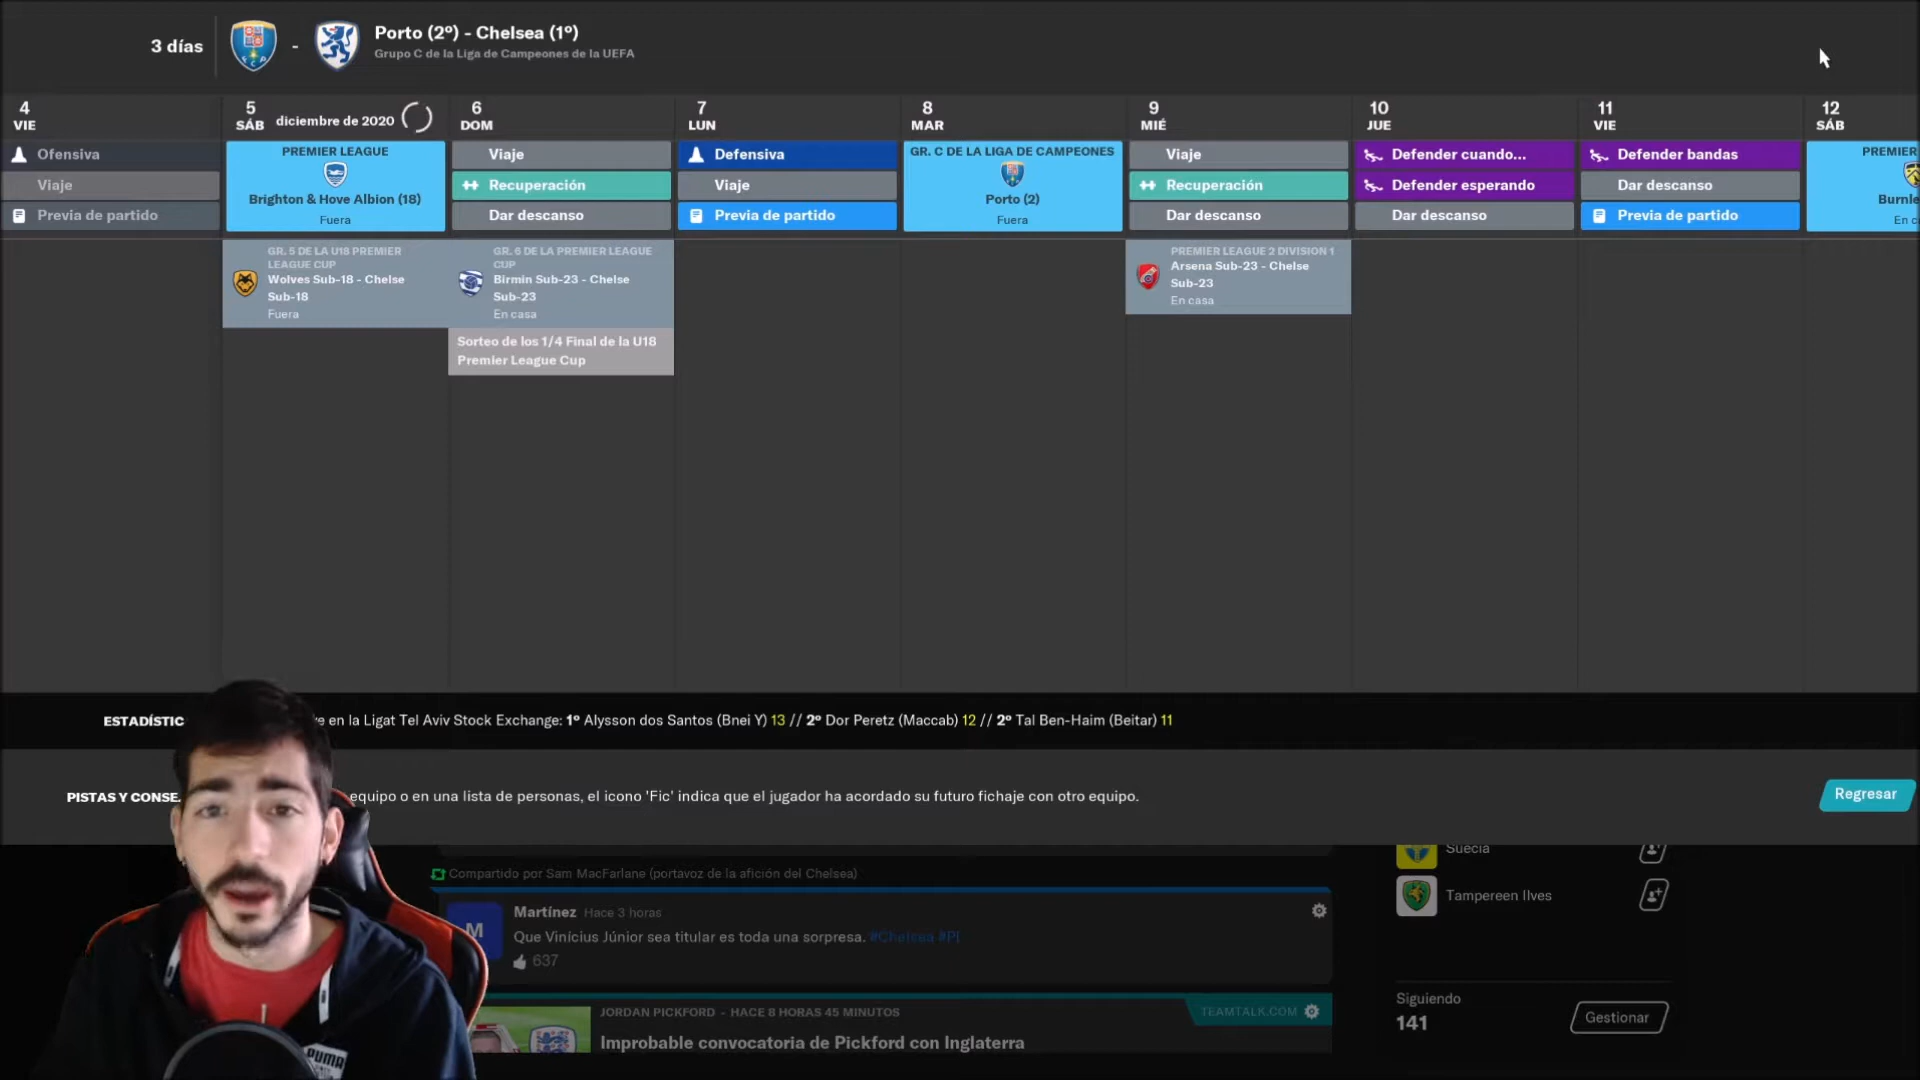 3 días
-
Porto (2º) - Chelsea (1º)
Grupo C de la Liga de Campeones de la UEFA
4
VIE
5
SÁB
diciembre de 2020
6
DOM
7
LUN
8
MAR
9
MIÉ
10
JUE
11
VIE
12
SÁB
Ofensiva
Viaje
Previa de partido
PREMIER LEAGUE
Brighton & Hove Albion (18)
Fuera
Viaje
Recuperación
Dar descanso
Defensiva
Viaje
Previa de partido
GR. C DE LA LIGA DE CAMPEONES
Porto (2)
Fuera
Viaje
Recuperación
Dar descanso
Defender cuando...
Defender esperando
Dar descanso
Defender bandas
Dar descanso
Previa de partido
PREMIER
Burnle
En c
GR. 5 DE LA U18 PREMIER
LEAGUE CUP
Wolves Sub-18 - Chelse
Sub-18
Fuera
GR. 6 DE LA PREMIER LEAGUE
CUP
Birmin Sub-23 - Chelse
Sub-23
En casa
Sorteo de los 1/4 Final de la U18
Premier League Cup
PREMIER LEAGUE 2 DIVISION 1
Arsena Sub-23 - Chelse
Sub-23
En casa
ESTADÍSTIC
ve en la Ligat Tel Aviv Stock Exchange: 1º Alysson dos Santos (Bnei Y) 13 // 2º Dor Peretz (Maccab) 12 // 2º Tal Ben-Haim (Beitar) 11
PISTAS Y CONSE
equipo o en una lista de personas, el icono 'Fic' indica que el jugador ha acordado su futuro fichaje con otro equipo.
Regresar
Compartido por Sam MacFarlane (portavoz de la afición del Chelsea)
M
Martínez Hace 3 horas
Que Vinícius Júnior sea titular es toda una sorpresa. #Chelsea #PL
637
JORDAN PICKFORD - HACE 8 HORAS 45 MINUTOS
TEAMTALK.COM
Improbable convocatoria de Pickford con Inglaterra
Suecia
Tampereen Ilves
Siguiendo
141
Gestionar
PUMA